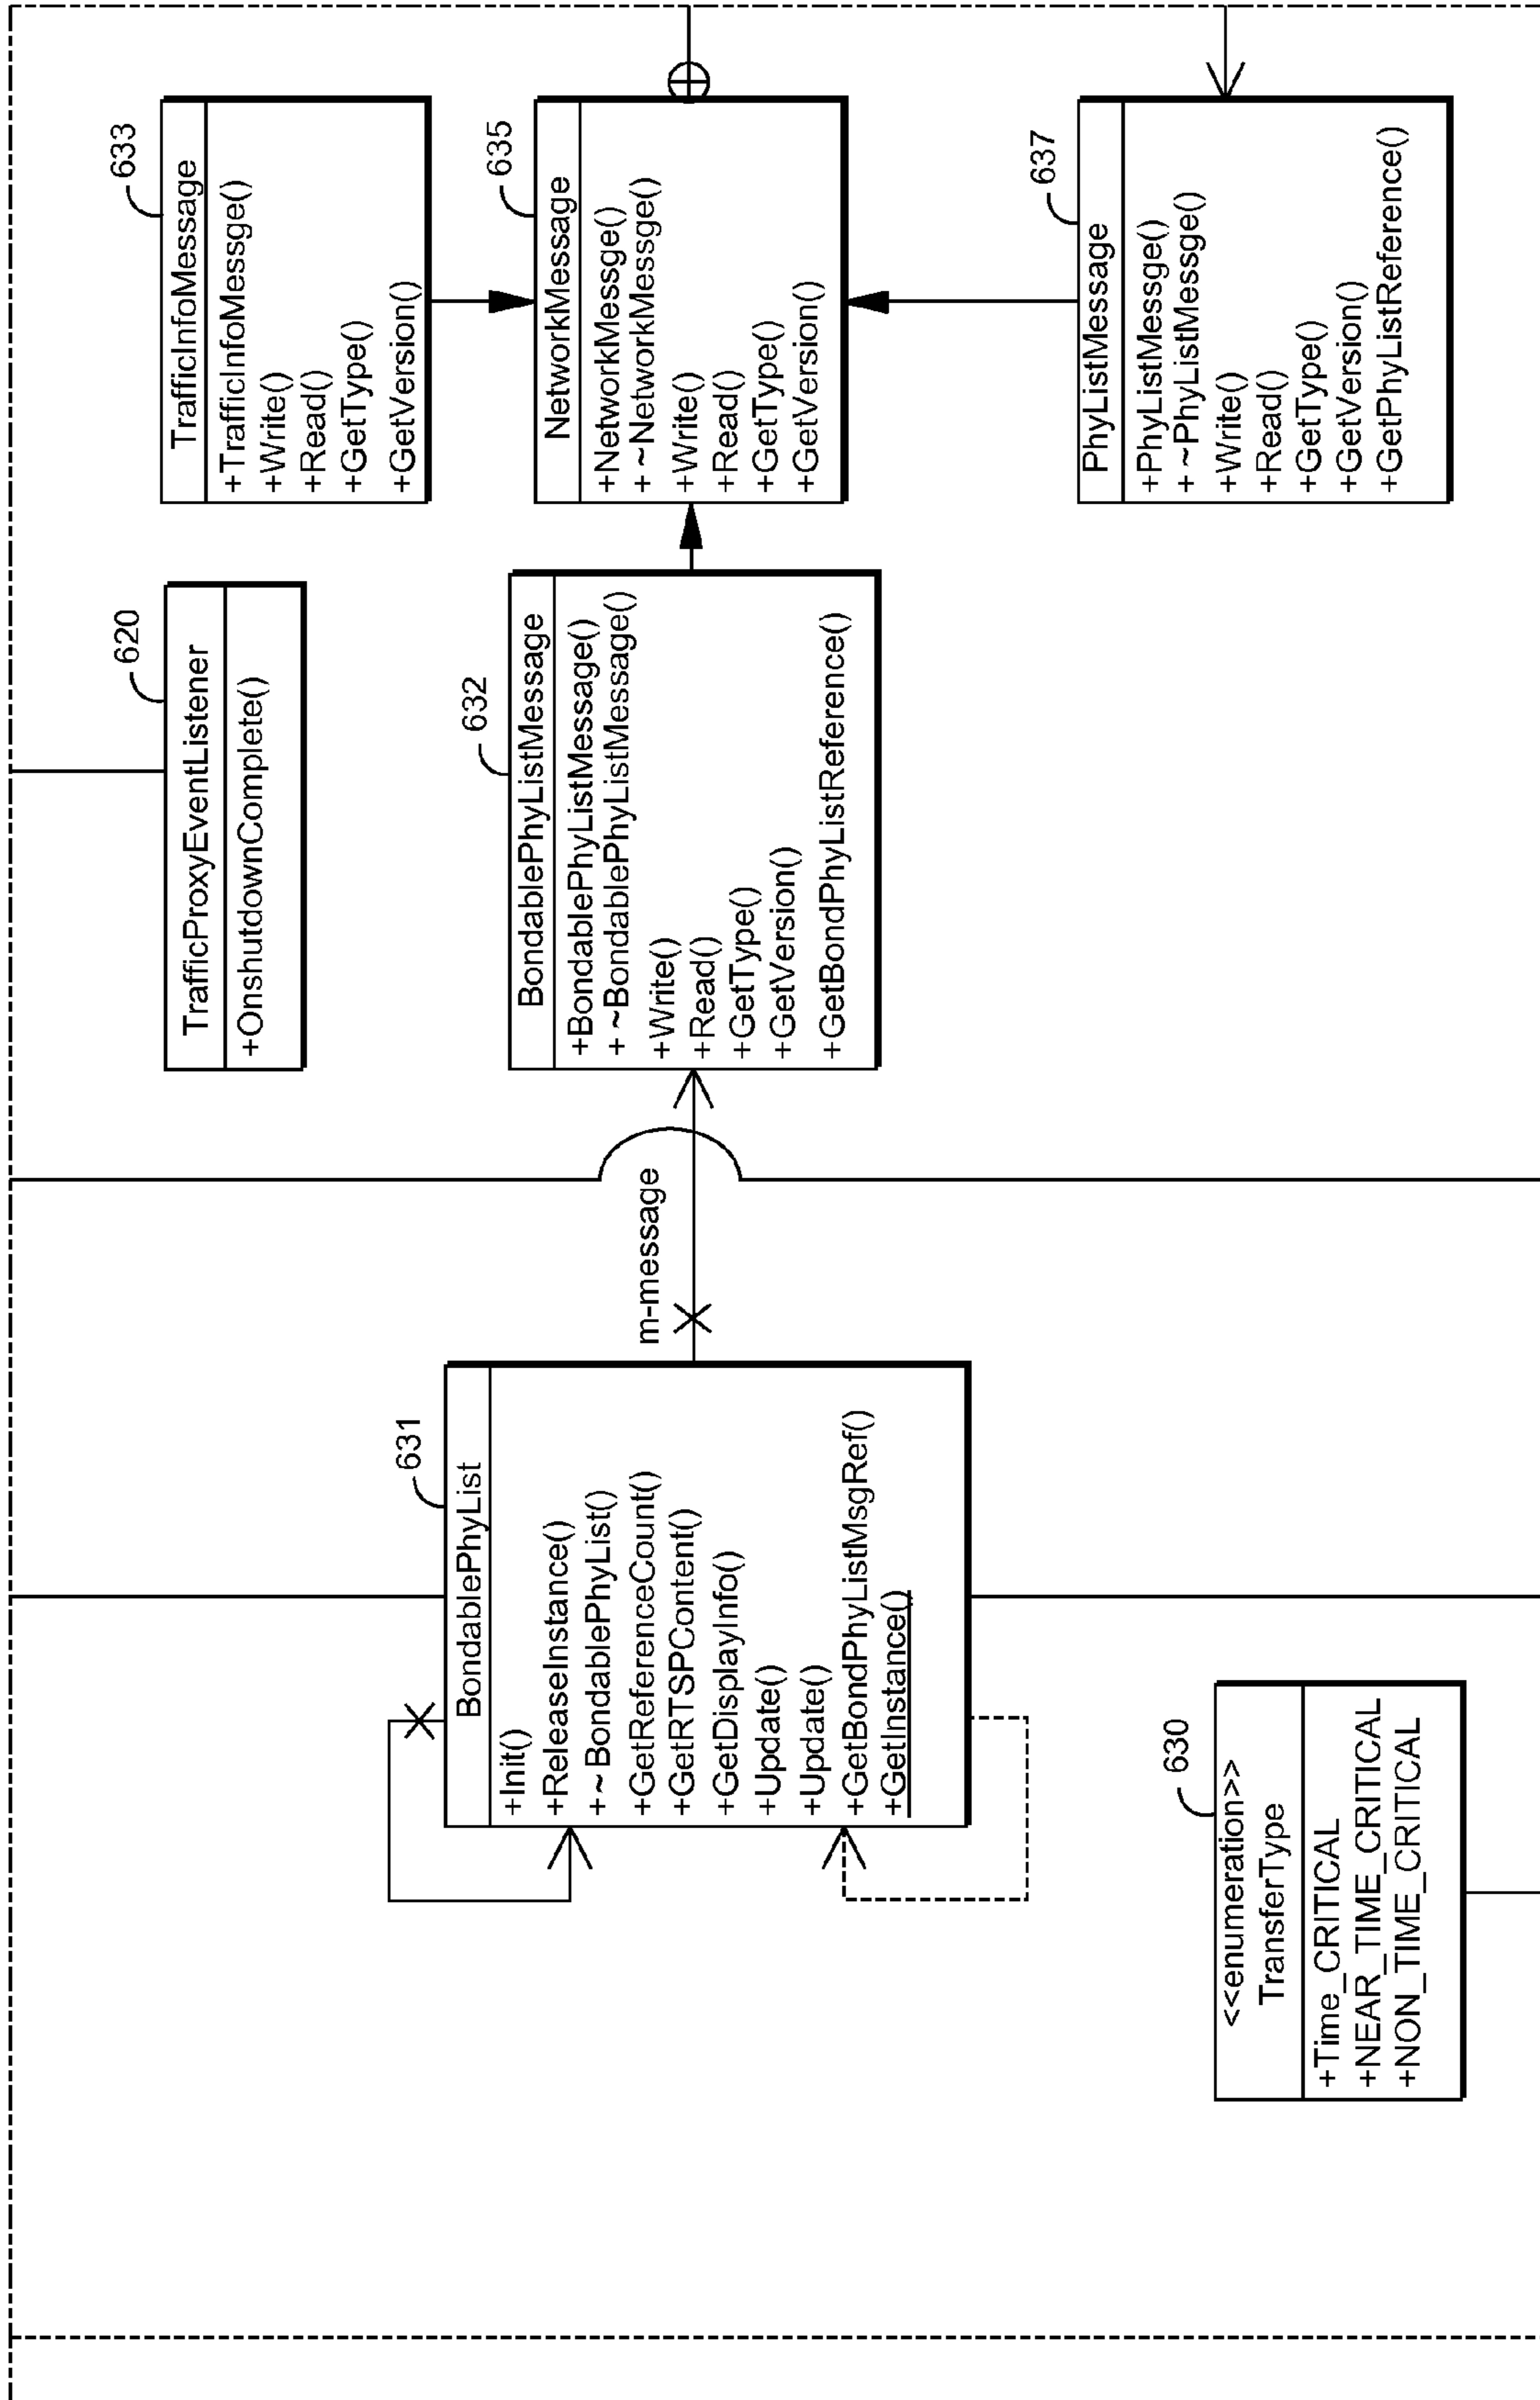 633
TrafficInfoMessage
+TrafficInfoMessge()
+Write()
+Read()
+GetType()
+GetVersion()
635
NetworkMessage
+NetworkMessge()
+~NetworkMessge()
+Write()
+Read()
+GetType()
+GetVersion()
637
PhyListMessage
+PhyListMessge()
+~PhyListMessge()
+Write()
+Read()
+GetType()
+GetVersion()
+GetPhyListReference()
620
TrafficProxyEventListener
+OnshutdownComplete()
632
BondablePhyListMessage
+BondablePhyListMessage()
+~BondablePhyListMessage()
+Write()
+Read()
+GetType()
+GetVersion()
+GetBondPhyListReference()
m-message
631
BondablePhyList
+Init()
+ReleaseInstance()
+~BondablePhyList()
+GetReferenceCount()
+GetRTSPContent()
+GetDisplayInfo()
+Update()
+Update()
+GetBondPhyListMsgRef()
+GetInstance()
630
<<enumeration>>
TransferType
+Time_CRITICAL
+NEAR_TIME_CRITICAL
+NON_TIME_CRITICAL